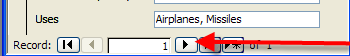 Uses Airplanes, Missiles
Record: 1 of 1